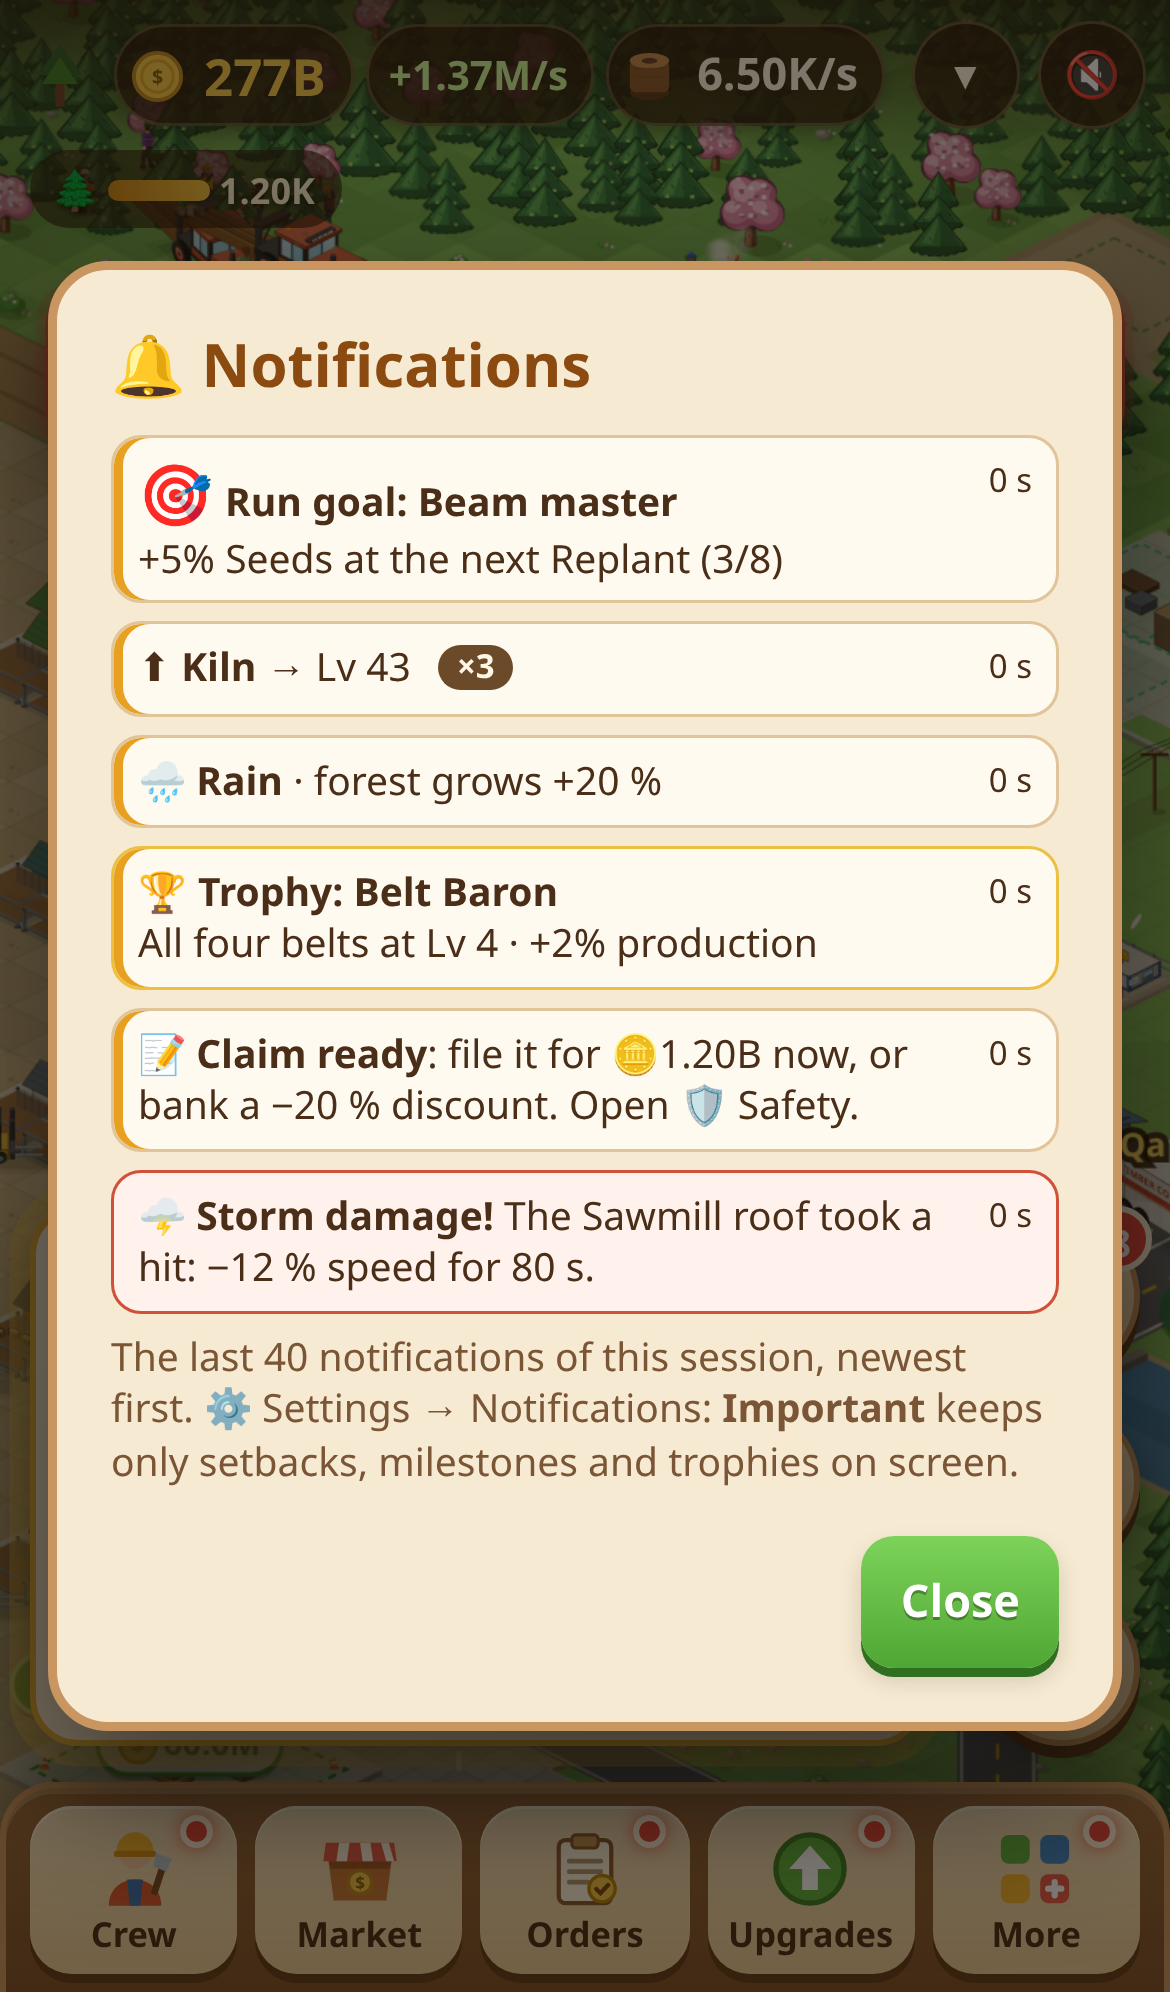 277B
+1.37M/s
6.50K/s
1.20K
🔔 Notifications
🎯 Run goal: Beam master
0 s
+5% Seeds at the next Replant (3/8)
⬆ Kiln → Lv 43 ×3
0 s
🌧️ Rain · forest grows +20 %
0 s
🏆 Trophy: Belt Baron
0 s
All four belts at Lv 4 · +2% production
📝 Claim ready: file it for 🪙1.20B now, or
0 s
bank a −20 % discount. Open 🛡️ Safety.
🌩️ Storm damage! The Sawmill roof took a
0 s
hit: −12 % speed for 80 s.
The last 40 notifications of this session, newest
first. ⚙️ Settings → Notifications: Important keeps
only setbacks, milestones and trophies on screen.
Close
Crew
Market
Orders
Upgrades
More